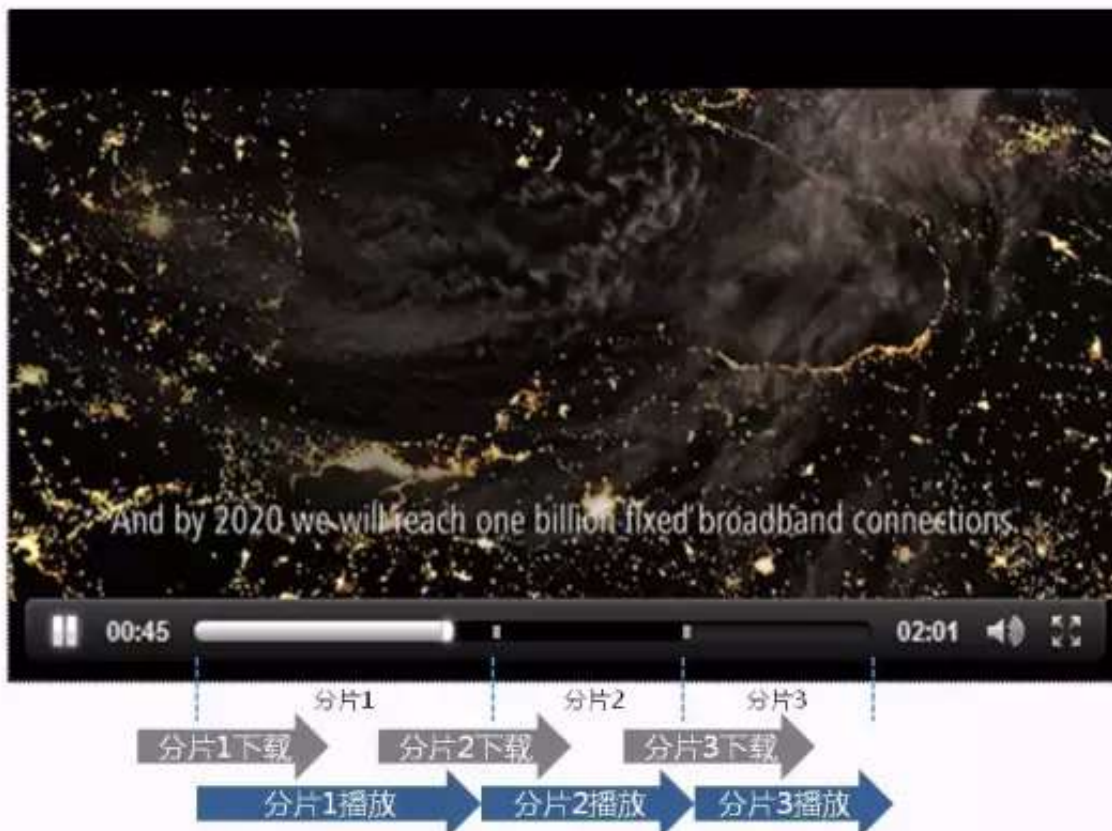 And by 2020 we will reach one billion fixed broadband connections.
00:45 02:01
分片1 分片2 分片3
分片1下载 分片2下载 分片3下载
分片1播放 分片2播放 分片3播放